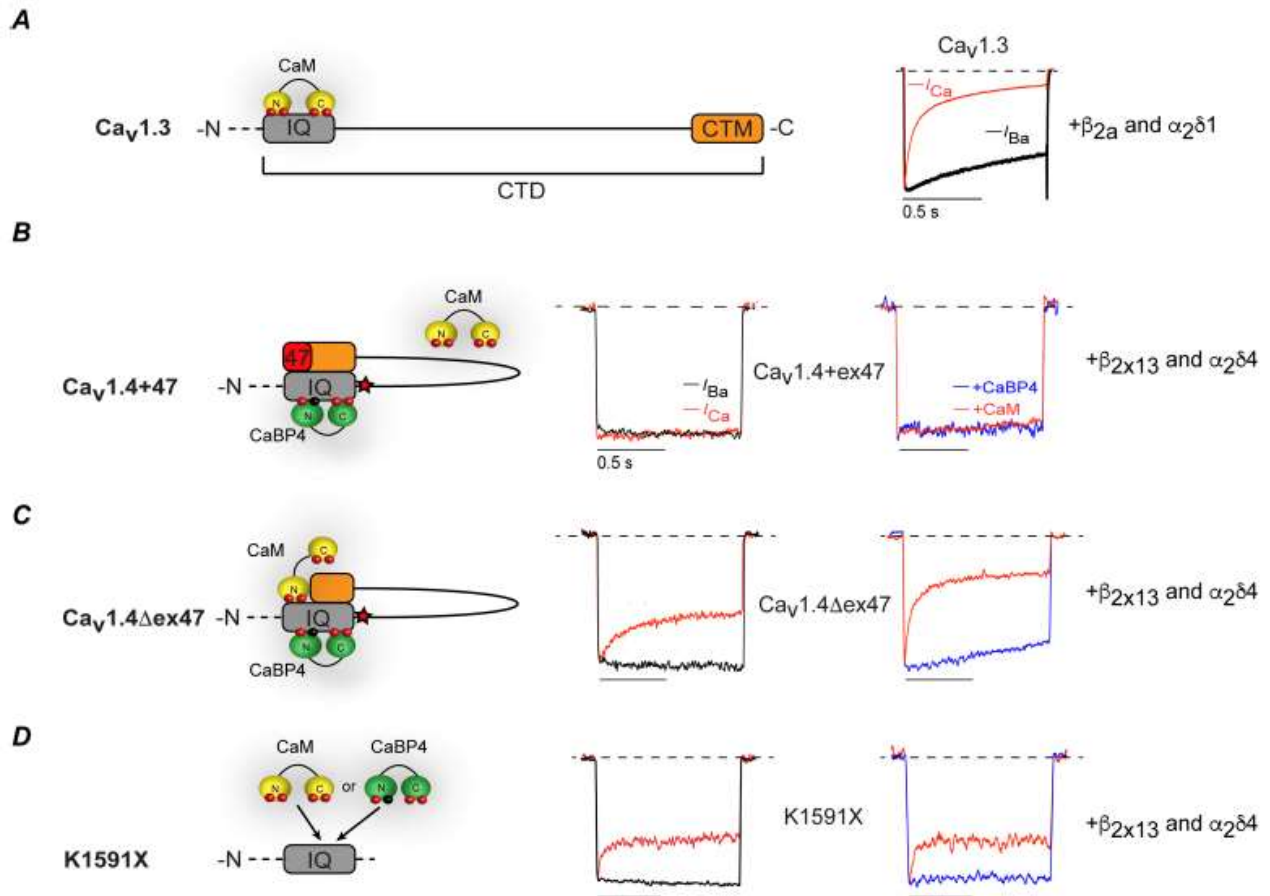 A
CaM
N C
Cav1.3 -N IQ CTM -C
CTD
Cav1.3
ICa
IBa
0.5 s
+β2a and α2δ1
B
CaM
N C
47
Cav1.4+47 -N IQ
N C
CaBP4
IBa
ICa
0.5 s
Cav1.4+ex47
+CaBP4
+CaM
+β2x13 and α2δ4
C
CaM C
N
Cav1.4Δex47 -N IQ
N C
CaBP4
Cav1.4Δex47
+β2x13 and α2δ4
D
CaM CaBP4
N C or N C
K1591X -N IQ
K1591X
+β2x13 and α2δ4